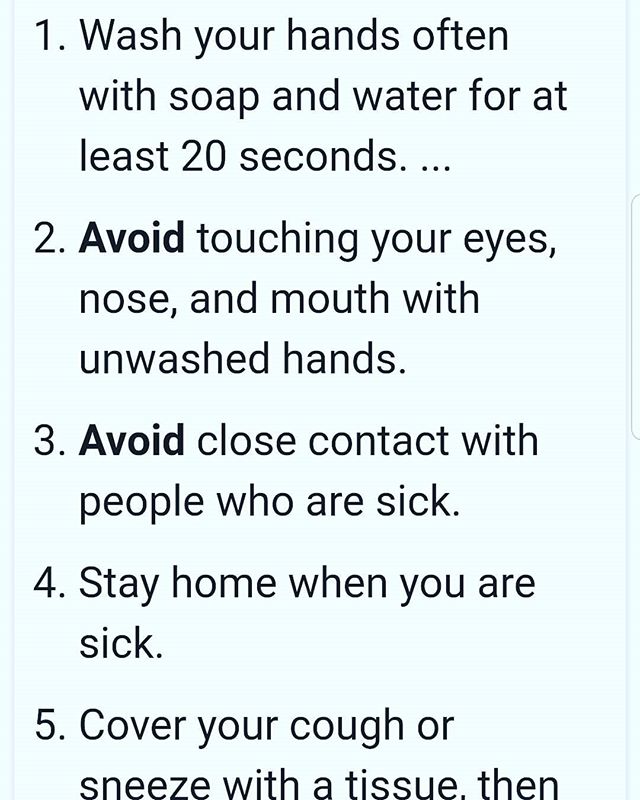 1. Wash your hands often
with soap and water for at
least 20 seconds. ...
2. Avoid touching your eyes,
nose, and mouth with
unwashed hands.
3. Avoid close contact with
people who are sick.
4. Stay home when you are
sick.
5. Cover your cough or
sneeze with a tissue, then